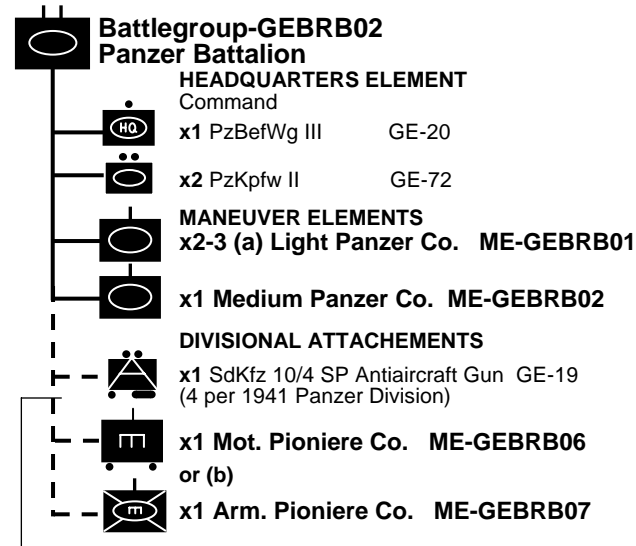 Battlegroup-GEBRB02
Panzer Battalion
HEADQUARTERS ELEMENT
Command
HQ
x1 PzBefWg III GE-20
x2 PzKpfw II GE-72
MANEUVER ELEMENTS
x2-3 (a) Light Panzer Co. ME-GEBRB01
x1 Medium Panzer Co. ME-GEBRB02
DIVISIONAL ATTACHEMENTS
x1 SdKfz 10/4 SP Antiaircraft Gun GE-19
(4 per 1941 Panzer Division)
x1 Mot. Pioniere Co. ME-GEBRB06
or (b)
x1 Arm. Pioniere Co. ME-GEBRB07